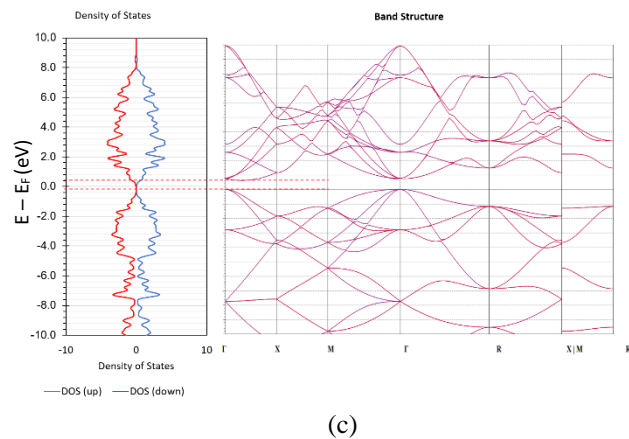 Density of States
Band Structure
E – E_F (eV)
10.0
8.0
6.0
4.0
2.0
0.0
-2.0
-4.0
-6.0
-8.0
-10.0
-10 0 10
Density of States
DOS (up) DOS (down)
Γ X M Γ R X|M R
(c)